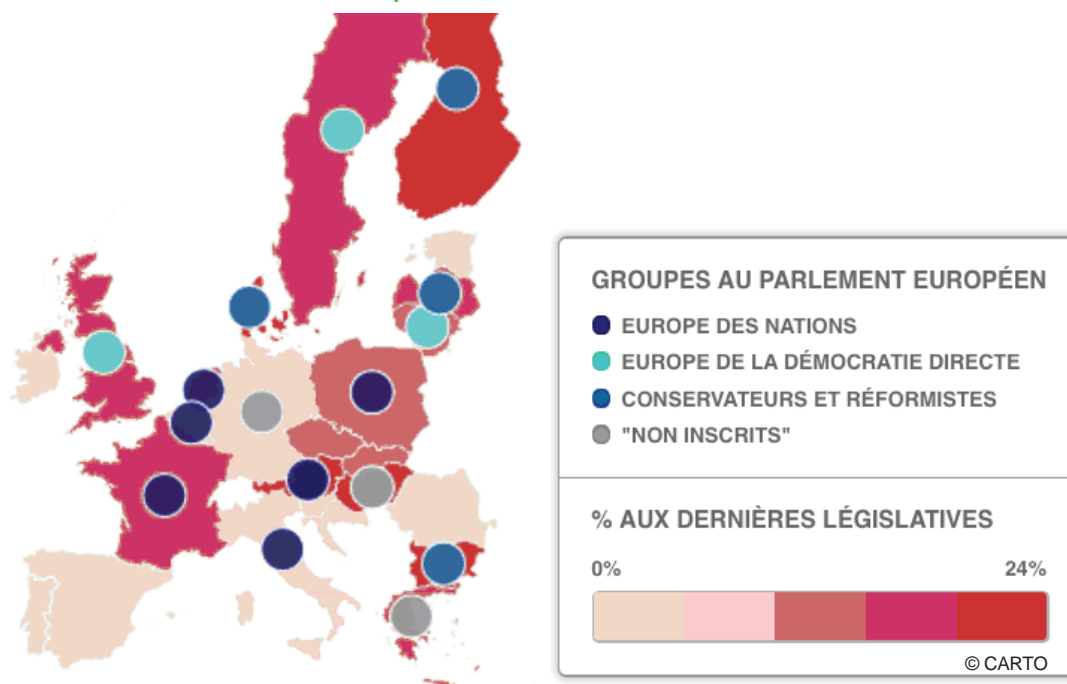 GROUPES AU PARLEMENT EUROPÉEN
EUROPE DES NATIONS
EUROPE DE LA DÉMOCRATIE DIRECTE
CONSERVATEURS ET RÉFORMISTES
"NON INSCRITS"
% AUX DERNIÈRES LÉGISLATIVES
0% 24%
© CARTO